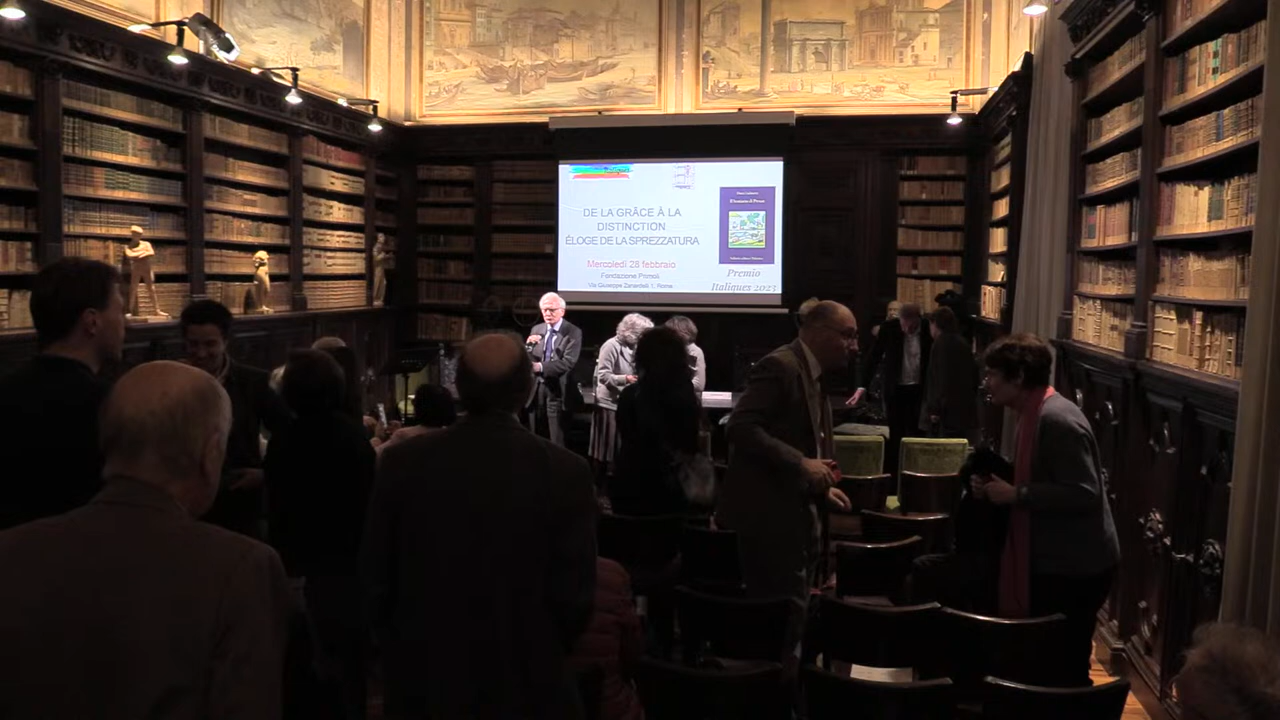 Italiques
DE LA GRÂCE À LA
DISTINCTION
ÉLOGE DE LA SPREZZATURA
Mercoledì 28 febbraio
Fondazione Primoli
Via Giuseppe Zanardelli 1, Roma
Premio
Italiques 2023